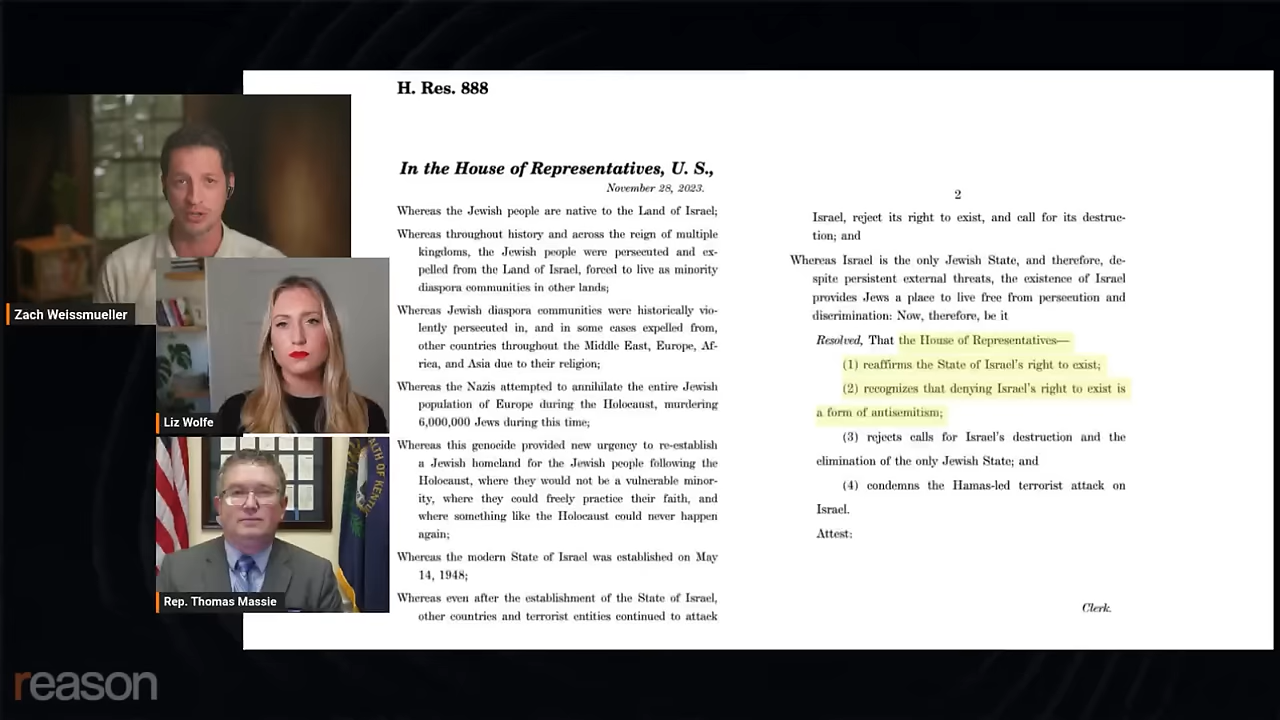 H. Res. 888
In the House of Representatives, U. S.,
November 28, 2023.
Whereas the Jewish people are native to the Land of Israel;
Whereas throughout history and across the reign of multiple
kingdoms, the Jewish people were persecuted and ex-
pelled from the Land of Israel, forced to live as minority
diaspora communities in other lands;
Whereas Jewish diaspora communities were historically vio-
lently persecuted in, and in some cases expelled from,
other countries throughout the Middle East, Europe, Af-
rica, and Asia due to their religion;
Whereas the Nazis attempted to annihilate the entire Jewish
population of Europe during the Holocaust, murdering
6,000,000 Jews during this time;
Whereas this genocide provided new urgency to re-establish
a Jewish homeland for the Jewish people following the
Holocaust, where they would not be a vulnerable minor-
ity, where they could freely practice their faith, and
where something like the Holocaust could never happen
again;
Whereas the modern State of Israel was established on May
14, 1948;
Whereas even after the establishment of the State of Israel,
other countries and terrorist entities continued to attack
2
Israel, reject its right to exist, and call for its destruc-
tion; and
Whereas Israel is the only Jewish State, and therefore, de-
spite persistent external threats, the existence of Israel
provides Jews a place to live free from persecution and
discrimination: Now, therefore, be it
Resolved, That the House of Representatives—
(1) reaffirms the State of Israel's right to exist;
(2) recognizes that denying Israel's right to exist is
a form of antisemitism;
(3) rejects calls for Israel's destruction and the
elimination of the only Jewish State; and
(4) condemns the Hamas-led terrorist attack on
Israel.
Attest:
Clerk.
Zach Weissmueller
Liz Wolfe
Rep. Thomas Massie
reason